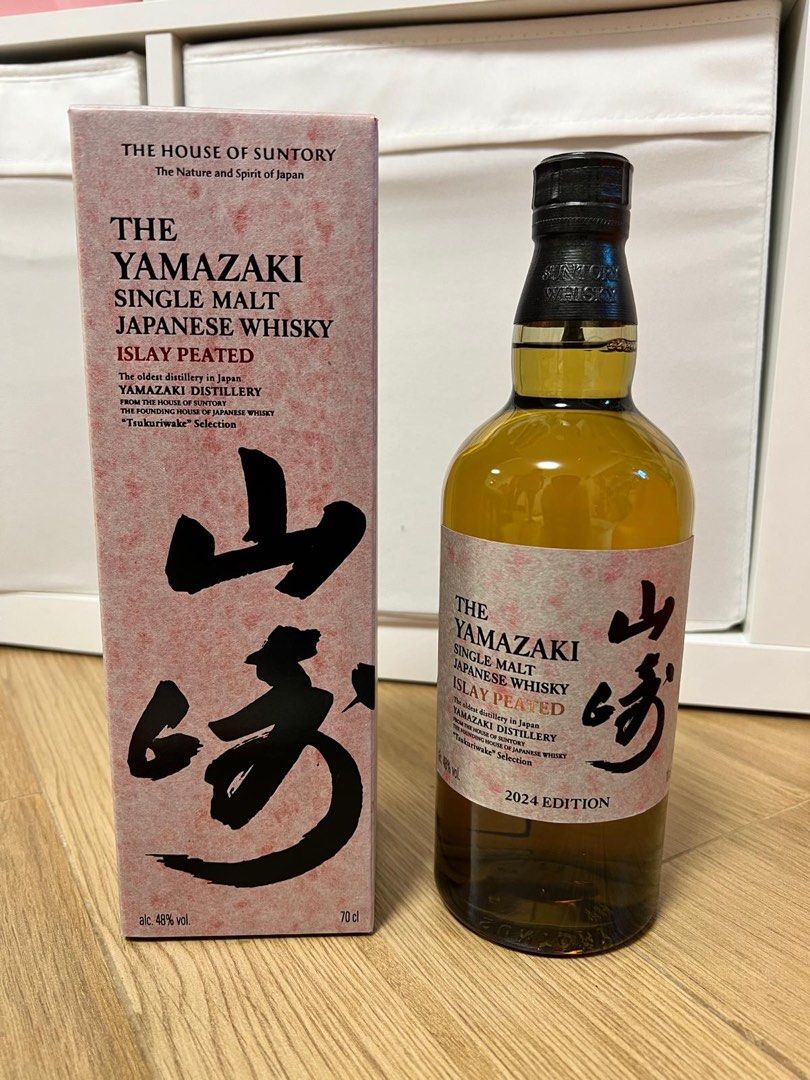 THE HOUSE OF SUNTORY
The Nature and Spirit of Japan
THE
YAMAZAKI
SINGLE MALT
JAPANESE WHISKY
ISLAY PEATED
The oldest distillery in Japan
YAMAZAKI DISTILLERY
FROM THE HOUSE OF SUNTORY
THE FOUNDING HOUSE OF JAPANESE WHISKY
"Tsukuriwake" Selection
山
崎
alc. 48% vol.
70 cl
SUNTORY
WHISKY
THE
YAMAZAKI
SINGLE MALT
JAPANESE WHISKY
ISLAY PEATED
The oldest distillery in Japan
YAMAZAKI DISTILLERY
FROM THE HOUSE OF SUNTORY
THE FOUNDING HOUSE OF JAPANESE WHISKY
"Tsukuriwake" Selection
山
崎
48% vol.
2024 EDITION